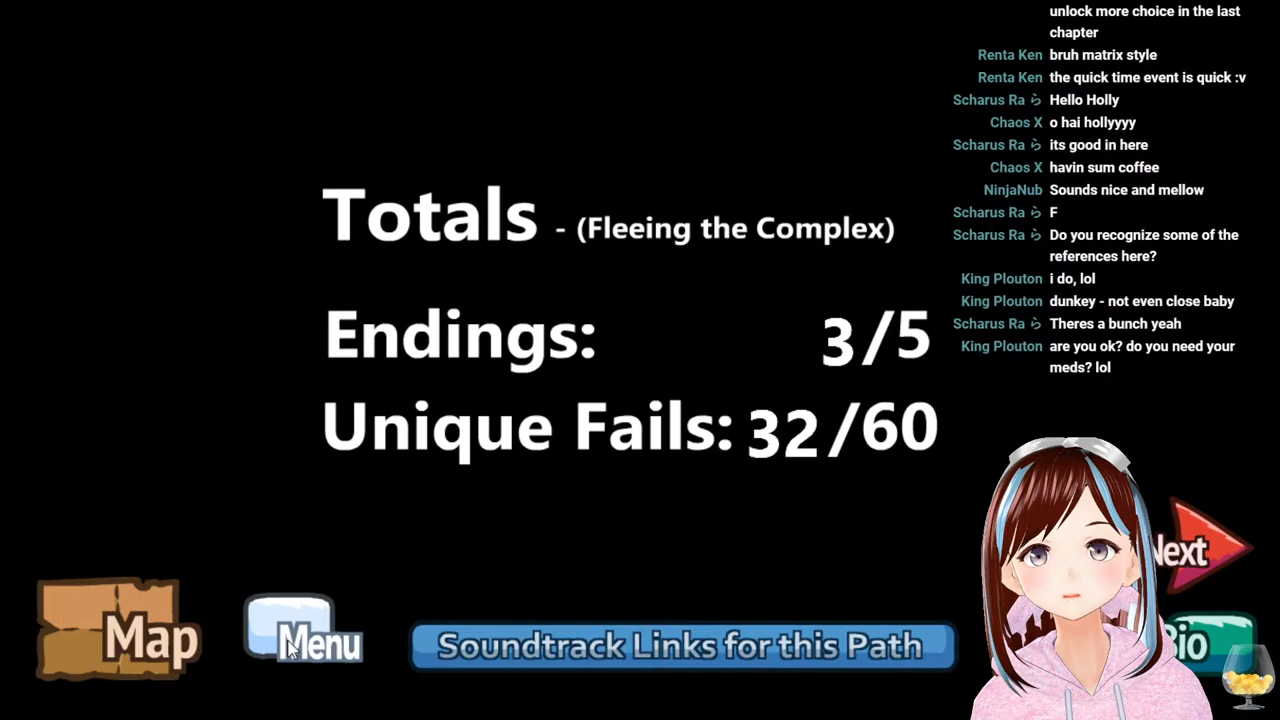 unlock more choice in the last
chapter
Renta Ken bruh matrix style
Renta Ken the quick time event is quick :v
Scharus Ra ら Hello Holly
Chaos X o hai hollyyyy
Scharus Ra ら its good in here
Chaos X havin sum coffee
NinjaNub Sounds nice and mellow
Scharus Ra ら F
Scharus Ra ら Do you recognize some of the
references here?
King Plouton i do, lol
King Plouton dunkey - not even close baby
Scharus Ra ら Theres a bunch yeah
King Plouton are you ok? do you need your
meds? lol
Totals - (Fleeing the Complex)
Endings: 3/5
Unique Fails: 32/60
Next
Map
Menu
Soundtrack Links for this Path
Bio